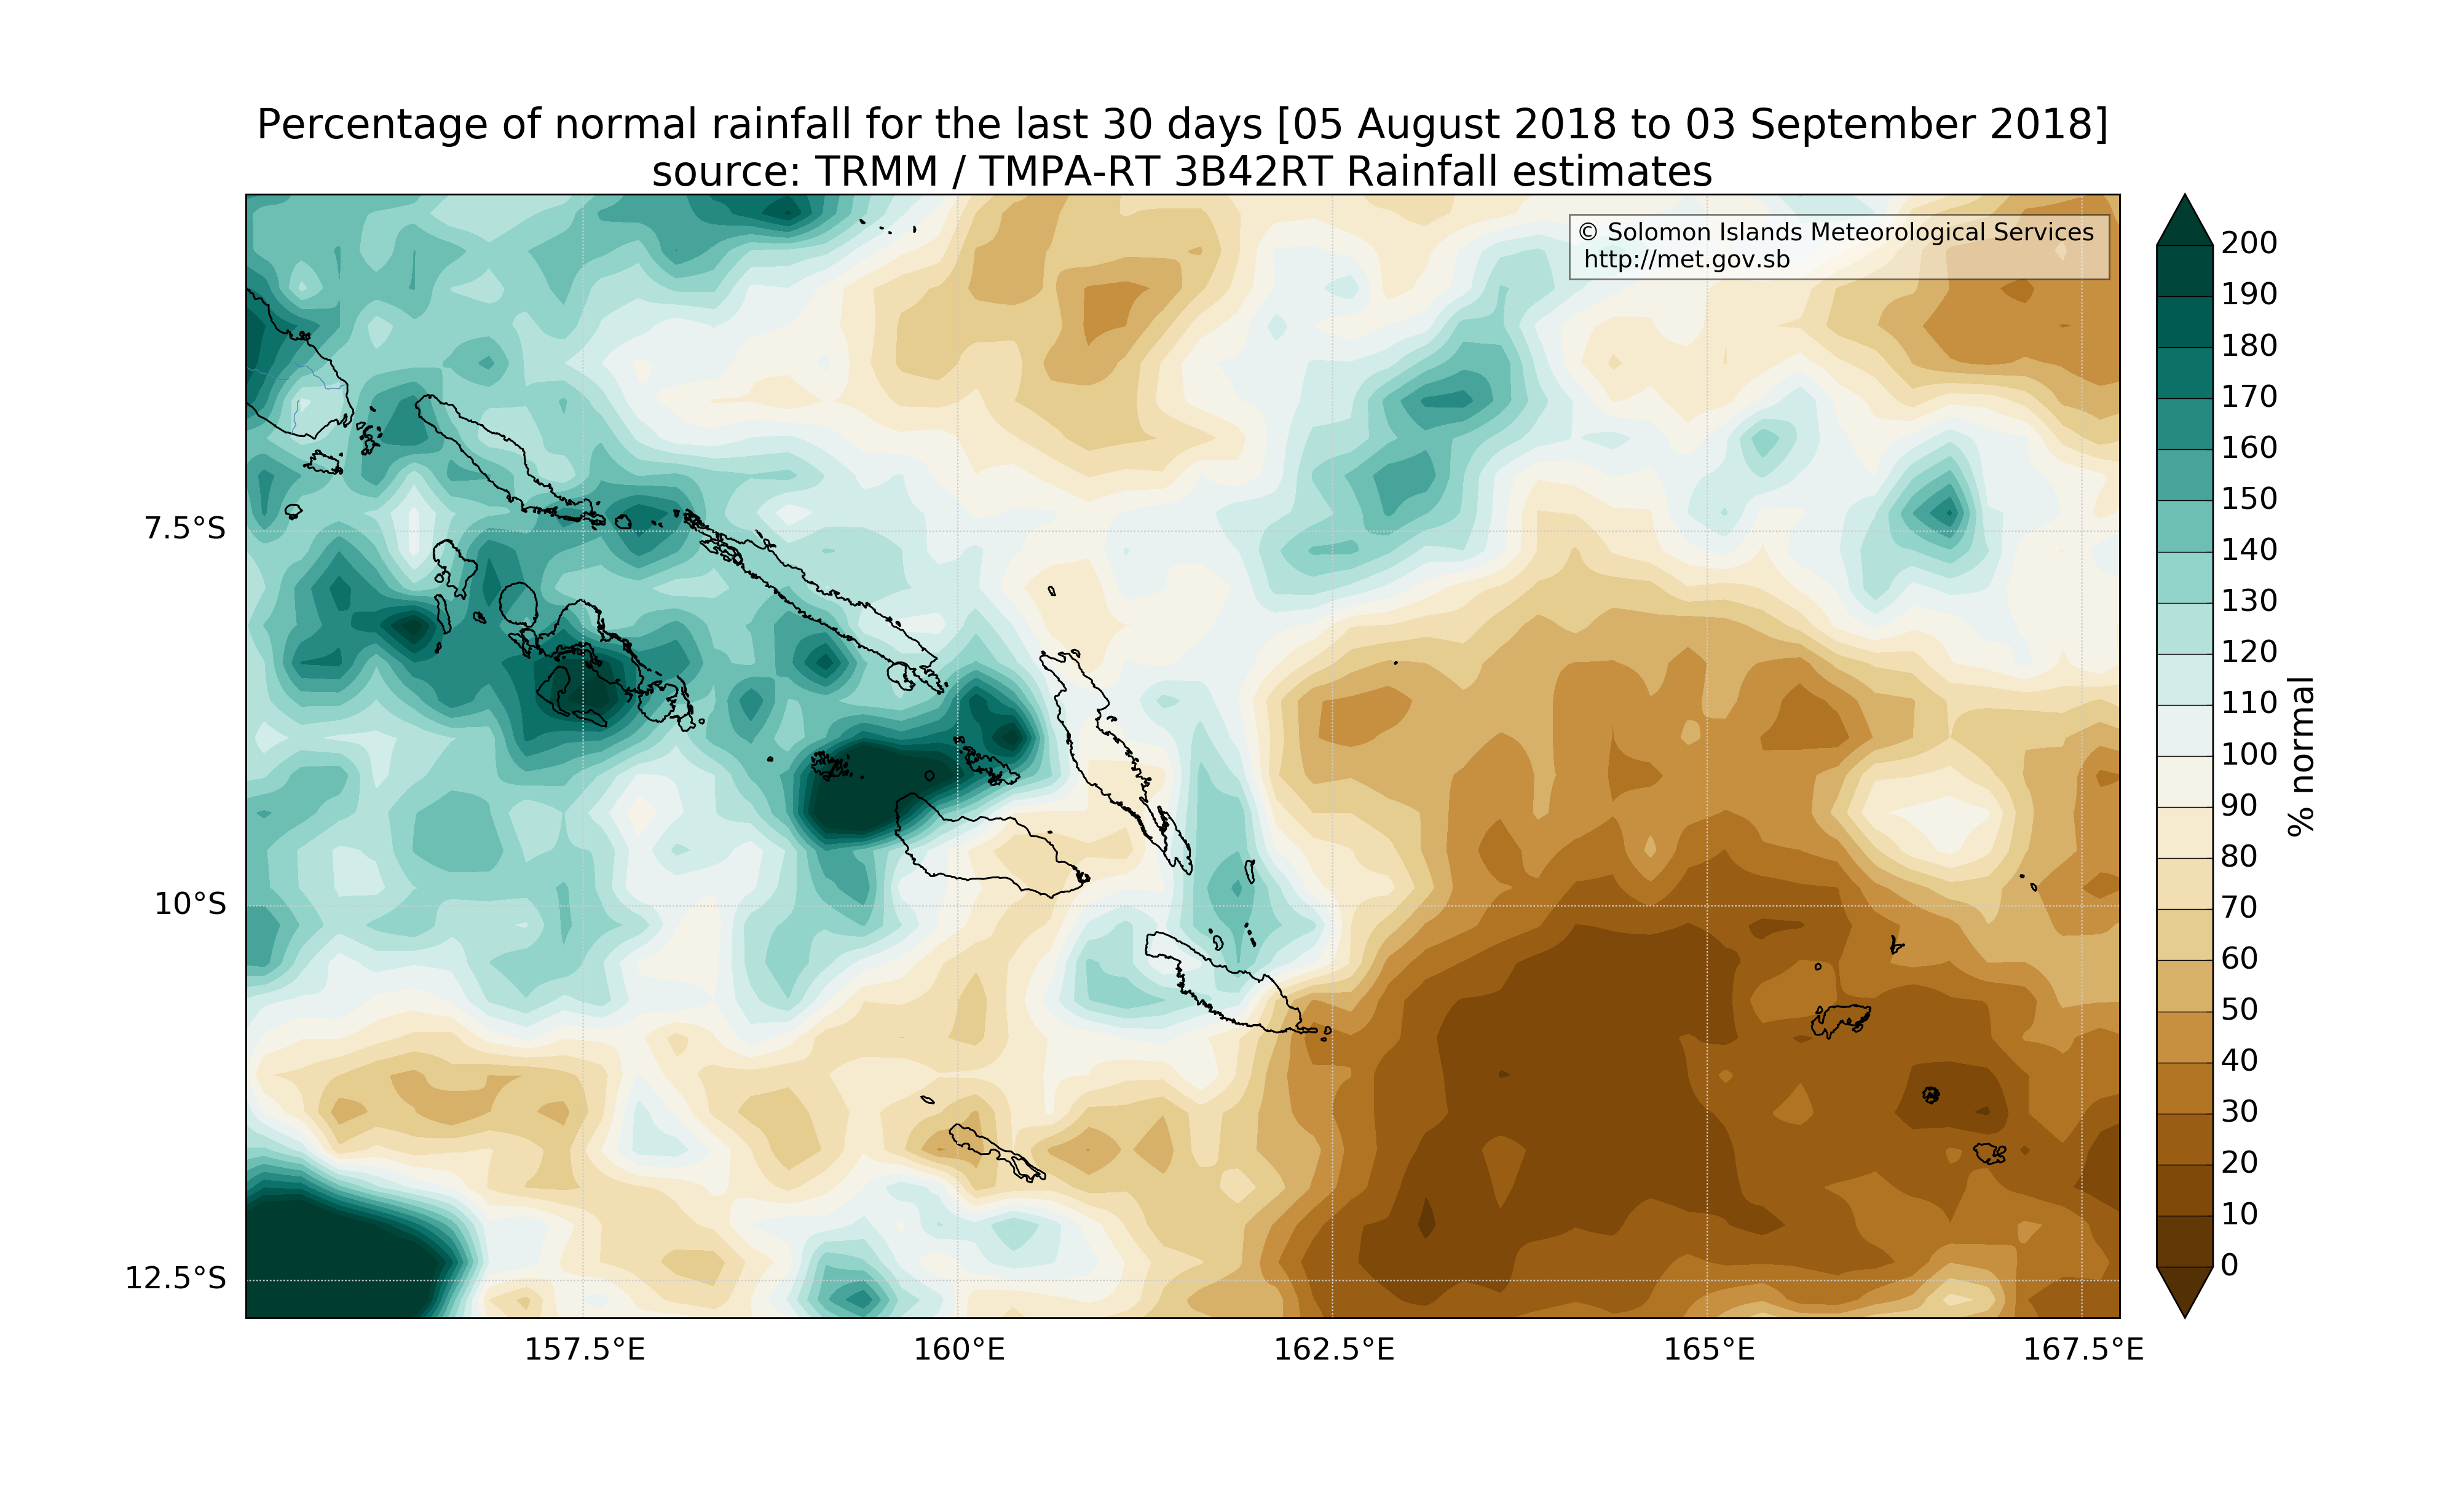 Percentage of normal rainfall for the last 30 days [05 August 2018 to 03 September 2018]
source: TRMM / TMPA-RT 3B42RT Rainfall estimates
© Solomon Islands Meteorological Services
http://met.gov.sb
7.5°S
10°S
12.5°S
157.5°E
160°E
162.5°E
165°E
167.5°E
200
190
180
170
160
150
140
130
120
110
100
90
80
70
60
50
40
30
20
10
0
% normal